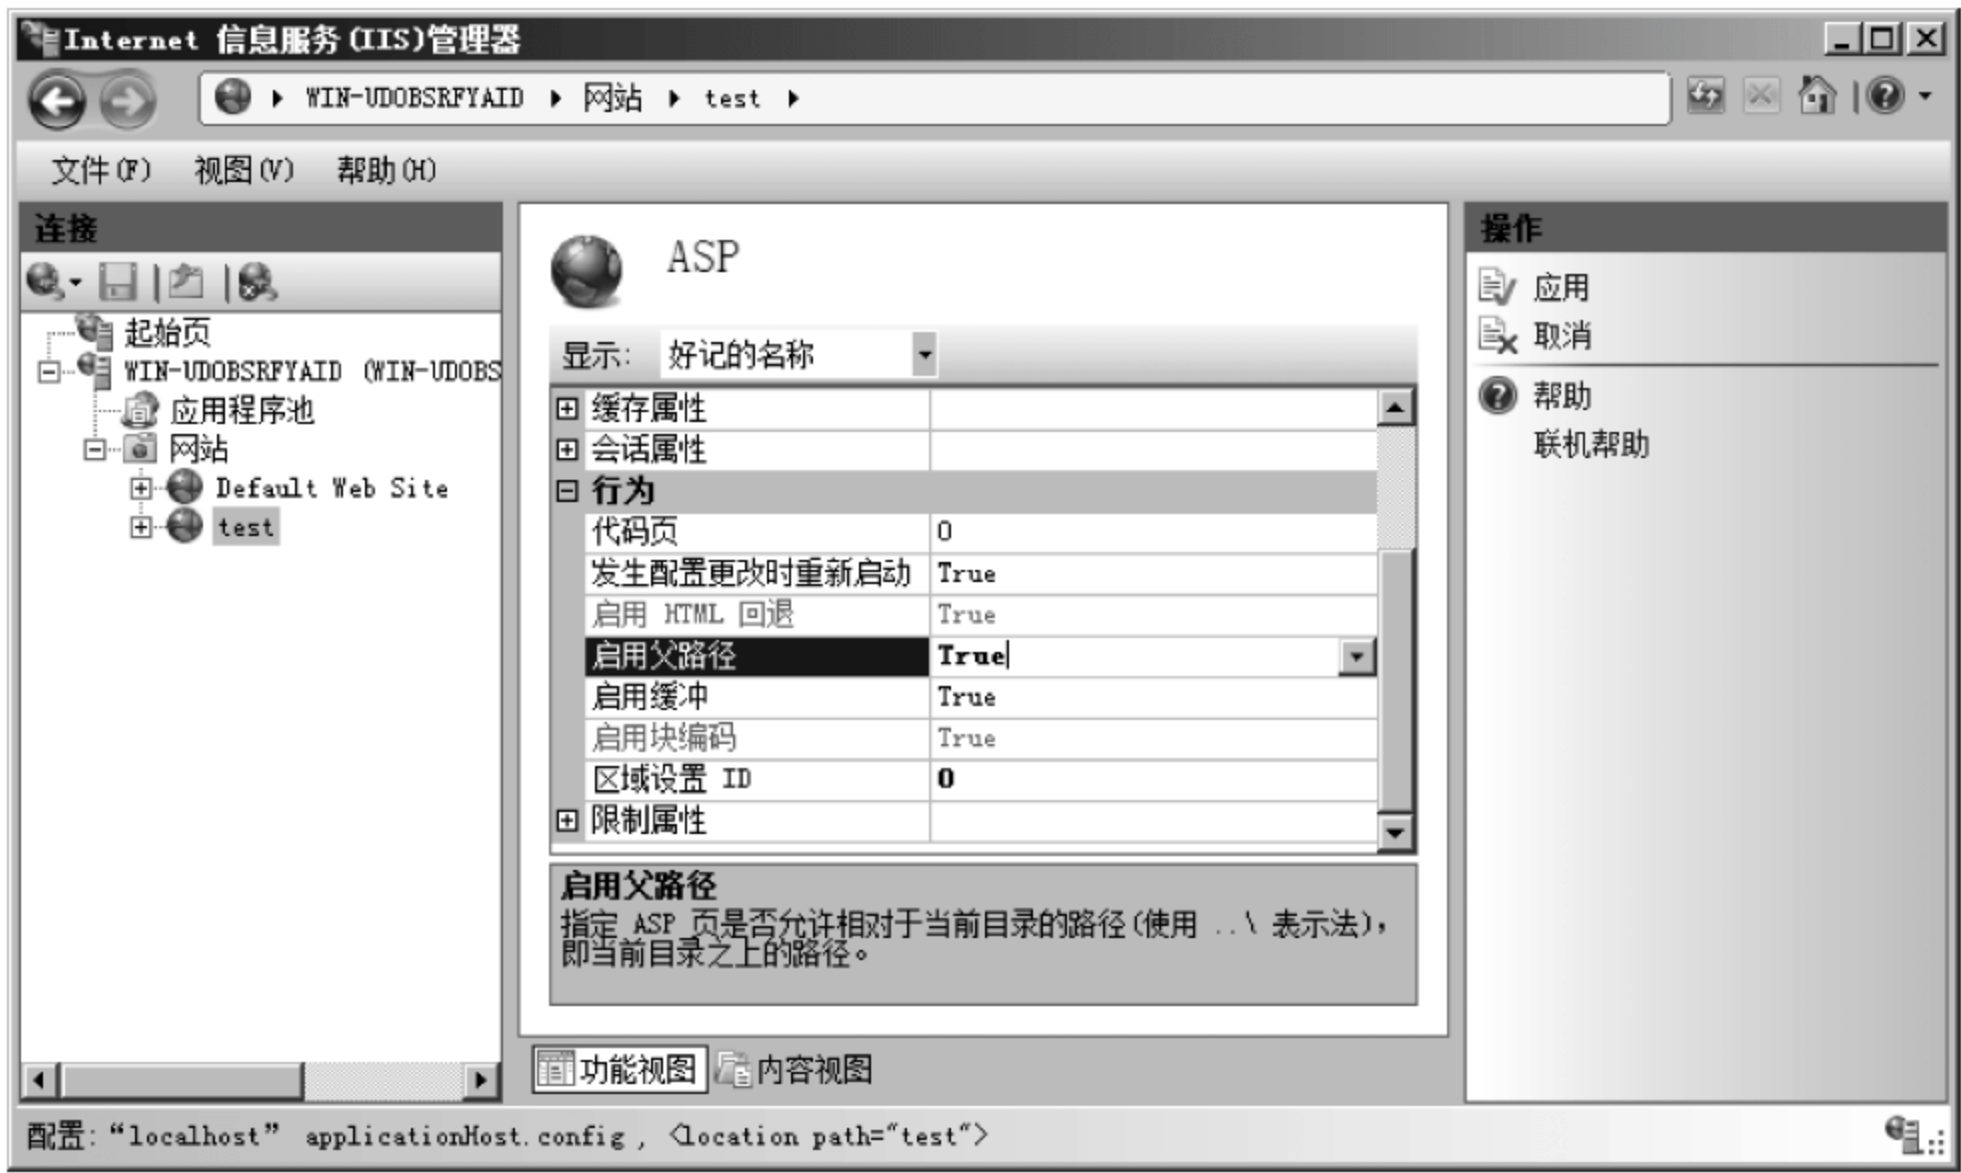 Internet 信息服务(IIS)管理器
WIN-UDOBSRFYAID 网站 test
文件(F) 视图(V) 帮助(H)
连接
起始页
WIN-UDOBSRFYAID (WIN-UDOBS
应用程序池
网站
Default Web Site
test
ASP
显示: 好记的名称
缓存属性
会话属性
行为
代码页 0
发生配置更改时重新启动 True
启用 HTML 回退 True
启用父路径 True
启用缓冲 True
启用块编码 True
区域设置 ID 0
限制属性
启用父路径
指定 ASP 页是否允许相对于当前目录的路径(使用 ..\ 表示法),
即当前目录之上的路径。
功能视图 内容视图
操作
应用
取消
帮助
联机帮助
配置:“localhost” applicationHost.config , <location path="test">